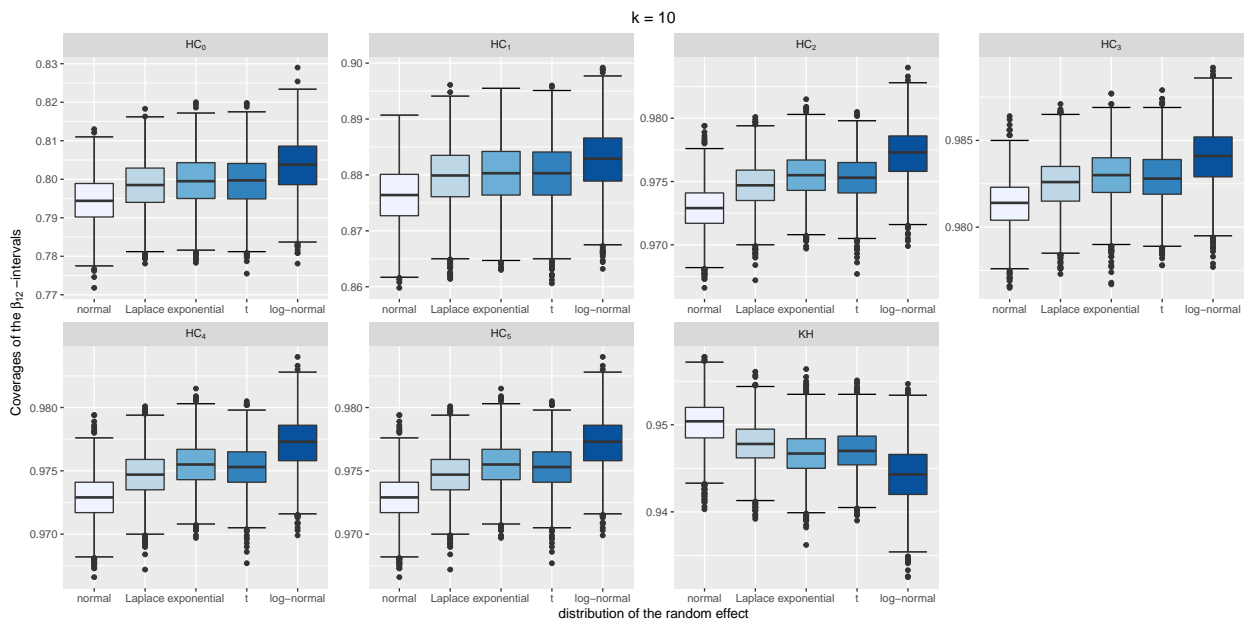 k = 10
Coverages of the β₁₂ −intervals
HC₀
0.83
0.82
0.81
0.80
0.79
0.78
0.77
normal Laplace exponential t log−normal
HC₁
0.90
0.89
0.88
0.87
0.86
normal Laplace exponential t log−normal
HC₂
0.980
0.975
0.970
normal Laplace exponential t log−normal
HC₃
0.985
0.980
normal Laplace exponential t log−normal
HC₄
0.980
0.975
0.970
normal Laplace exponential t log−normal
HC₅
0.980
0.975
0.970
normal Laplace exponential t log−normal
KH
0.95
0.94
normal Laplace exponential t log−normal
distribution of the random effect